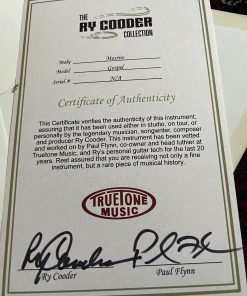 THE
RY COODER
COLLECTION
Make Martin
Model Gospel
Serial # N/A
Certificate of Authenticity
This Certificate verifies the authenticity of this instrument;
assuring that it has been used either in studio, on tour, or
personally by the legendary musician, songwriter, composer
and producer Ry Cooder. This instrument has been vetted
and worked on by Paul Flynn, co-owner and head luthier at
Truetone Music, and Ry's personal guitar tech for the last 20
years. Rest assured that you are receiving not only a fine
instrument, but a rare piece of musical history.
TRUETONE
MUSIC
Ry Cooder
Paul Flynn